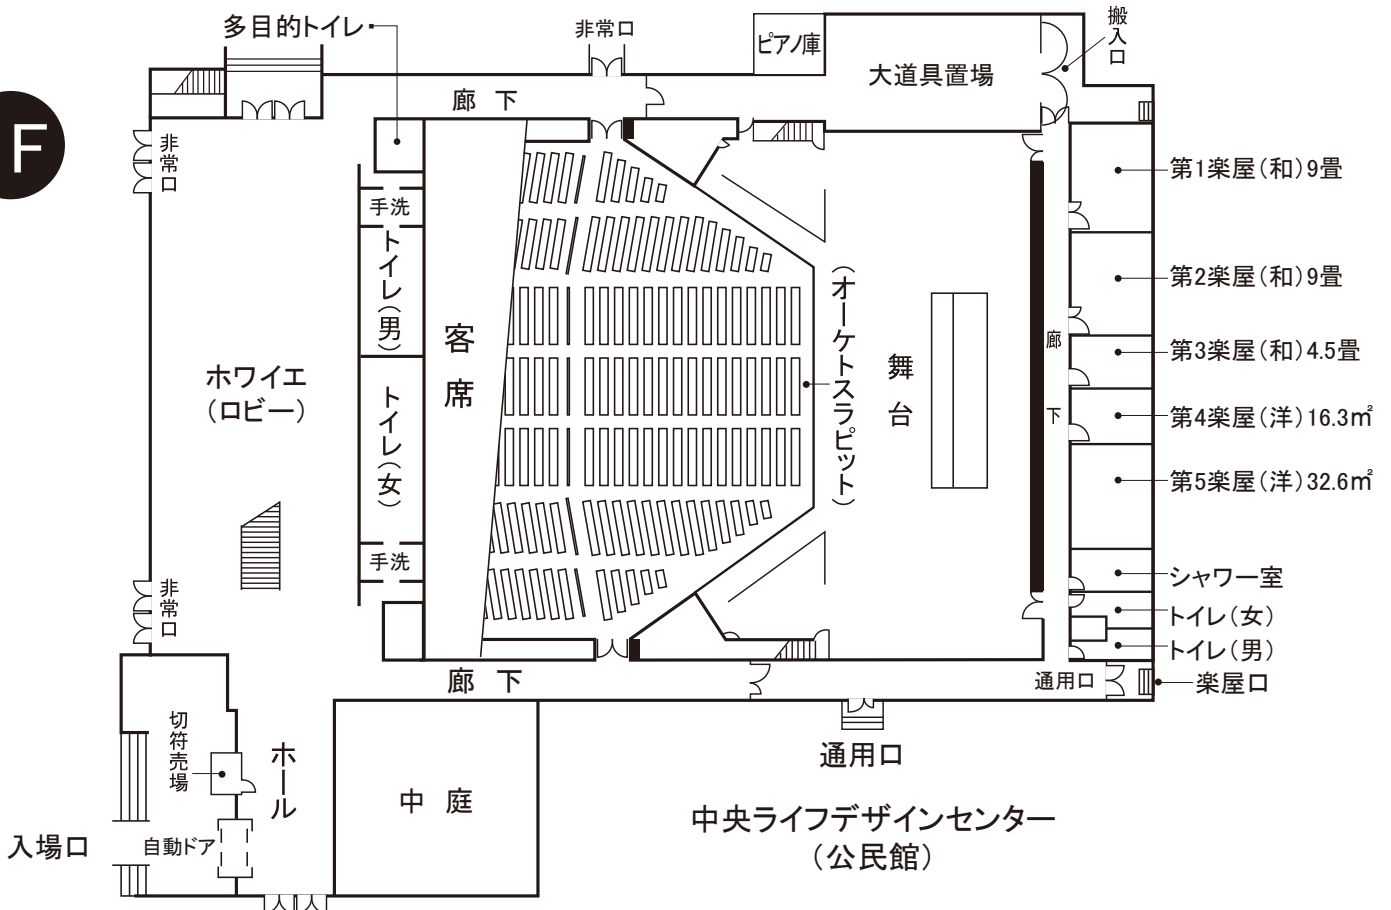 多目的トイレ
非常口
ピアノ庫
大道具置場
搬入口
廊下
F
非常口
手洗
トイレ(男)
第1楽屋(和)9畳
第2楽屋(和)9畳
第3楽屋(和)4.5畳
第4楽屋(洋)16.3㎡
第5楽屋(洋)32.6㎡
シャワー室
トイレ(女)
トイレ(男)
楽屋口
ホワイエ
(ロビー)
客席
(オーケトスラピット)
舞台
廊下
トイレ(女)
手洗
非常口
廊下
通用口
通用口
切符売場
ホール
中庭
入場口
自動ドア
中央ライフデザインセンター
(公民館)